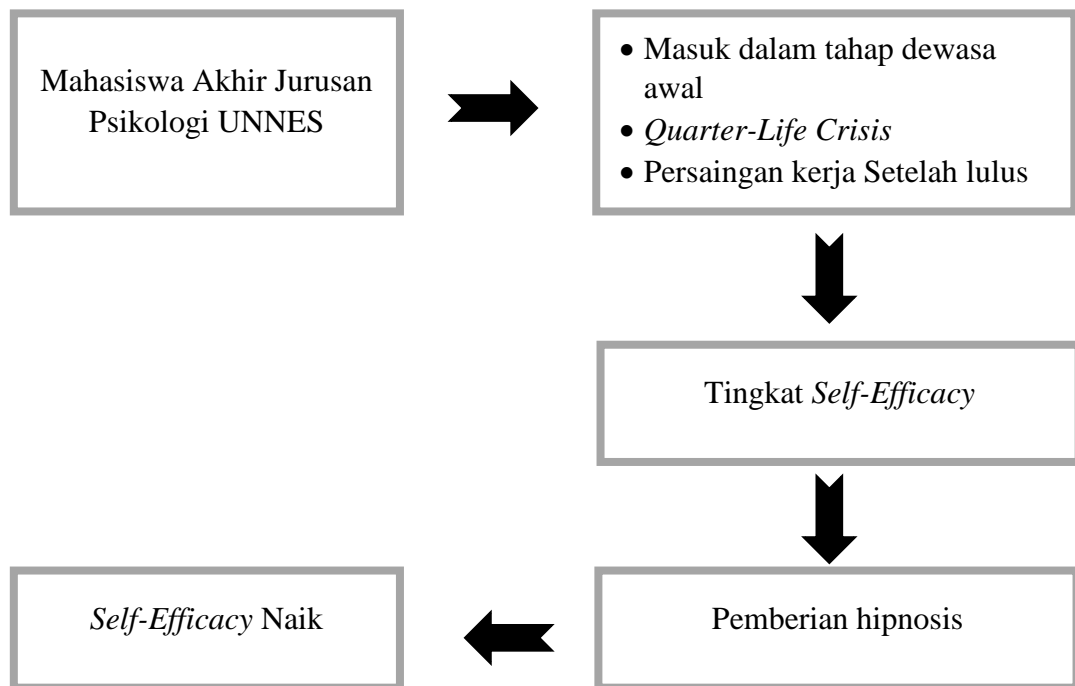 Mahasiswa Akhir Jurusan
Psikologi UNNES
• Masuk dalam tahap dewasa
awal
• Quarter-Life Crisis
• Persaingan kerja Setelah lulus
Tingkat Self-Efficacy
Pemberian hipnosis
Self-Efficacy Naik